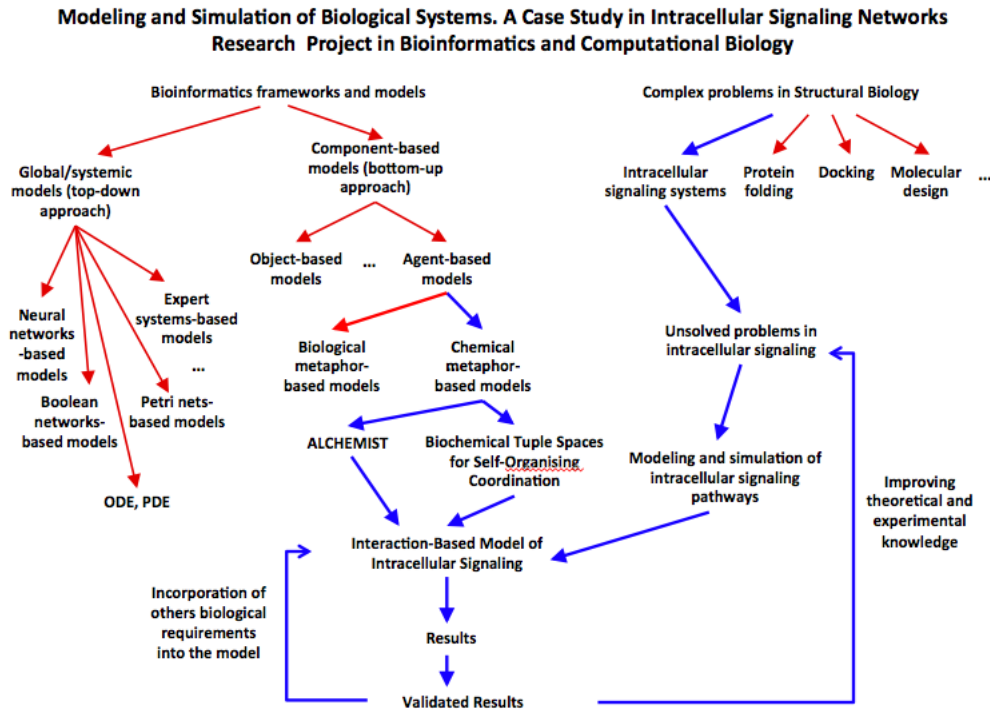 Modeling and Simulation of Biological Systems. A Case Study in Intracellular Signaling Networks
Research Project in Bioinformatics and Computational Biology
Bioinformatics frameworks and models
Complex problems in Structural Biology
Global/systemic
models (top-down
approach)
Component-based
models (bottom-up
approach)
Intracellular
signaling systems
Protein
folding
Docking
Molecular
design
...
Object-based
models
...
Agent-based
models
Neural
networks
-based
models
Expert
systems-based
models
...
Boolean
networks-
based models
Petri nets-
based models
ODE, PDE
Biological
metaphor-
based models
Chemical
metaphor-
based models
Unsolved problems in
intracellular signaling
ALCHEMIST
Biochemical Tuple Spaces
for Self-Organising
Coordination
Modeling and simulation of
intracellular signaling
pathways
Improving
theoretical and
experimental
knowledge
Interaction-Based Model of
Intracellular Signaling
Incorporation of
others biological
requirements
into the model
Results
Validated Results